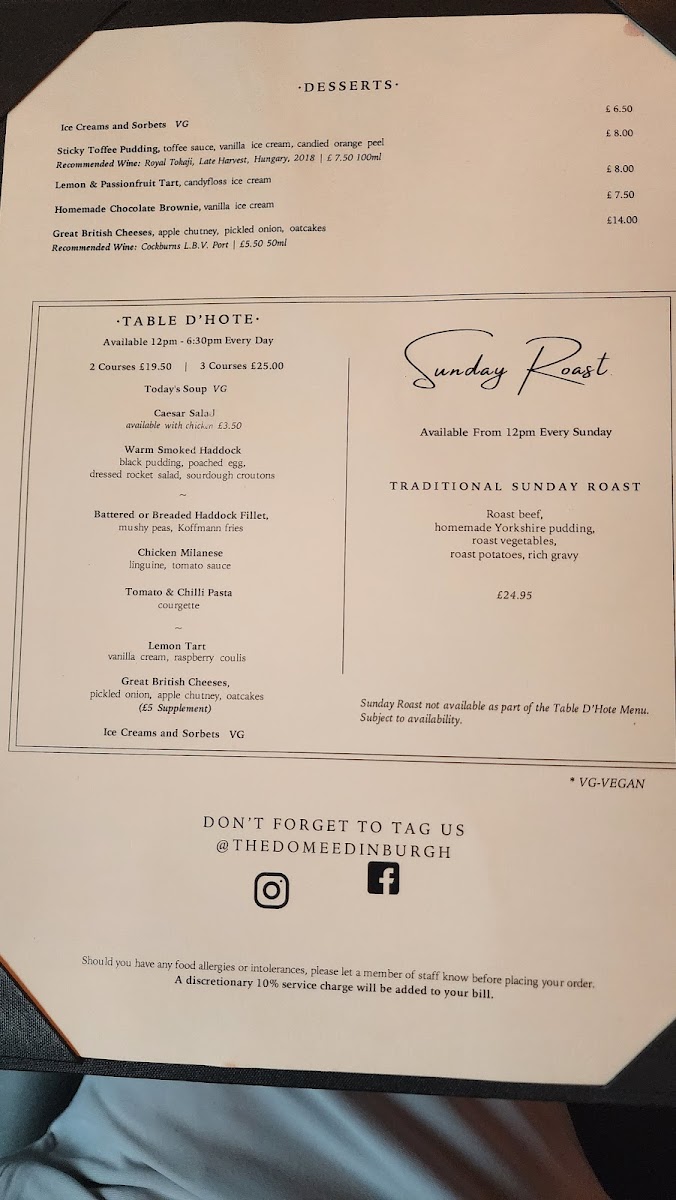 ·DESSERTS·
Ice Creams and Sorbets VG £ 6.50
Sticky Toffee Pudding, toffee sauce, vanilla ice cream, candied orange peel £ 8.00
Recommended Wine: Royal Tokaji, Late Harvest, Hungary, 2018 | £ 7.50 100ml
Lemon & Passionfruit Tart, candyfloss ice cream £ 8.00
Homemade Chocolate Brownie, vanilla ice cream £ 7.50
Great British Cheeses, apple chutney, pickled onion, oatcakes £14.00
Recommended Wine: Cockburns L.B.V. Port | £5.50 50ml
·TABLE D'HOTE·
Available 12pm - 6:30pm Every Day
2 Courses £19.50 | 3 Courses £25.00
Today's Soup VG
Caesar Salad
available with chicken £3.50
Warm Smoked Haddock
black pudding, poached egg,
dressed rocket salad, sourdough croutons
~
Battered or Breaded Haddock Fillet,
mushy peas, Koffmann fries
Chicken Milanese
linguine, tomato sauce
Tomato & Chilli Pasta
courgette
~
Lemon Tart
vanilla cream, raspberry coulis
Great British Cheeses,
pickled onion, apple chutney, oatcakes
(£5 Supplement)
Ice Creams and Sorbets VG
Sunday Roast
Available From 12pm Every Sunday
TRADITIONAL SUNDAY ROAST
Roast beef,
homemade Yorkshire pudding,
roast vegetables,
roast potatoes, rich gravy
£24.95
Sunday Roast not available as part of the Table D'Hote Menu.
Subject to availability.
* VG-VEGAN
DON'T FORGET TO TAG US
@THEDOMEEDINBURGH
Should you have any food allergies or intolerances, please let a member of staff know before placing your order.
A discretionary 10% service charge will be added to your bill.